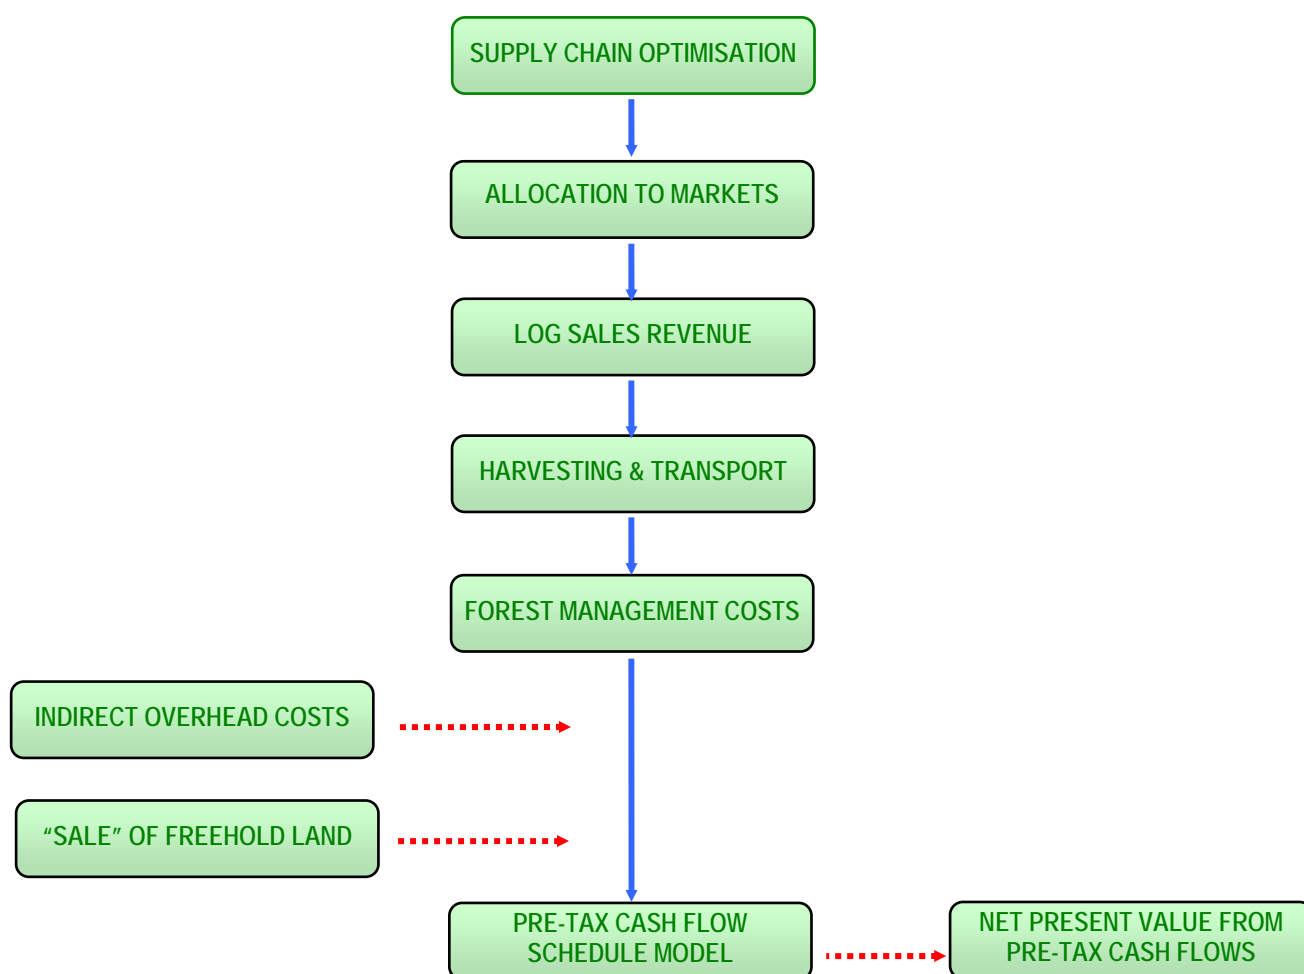 SUPPLY CHAIN OPTIMISATION
ALLOCATION TO MARKETS
LOG SALES REVENUE
HARVESTING & TRANSPORT
FOREST MANAGEMENT COSTS
INDIRECT OVERHEAD COSTS
“SALE” OF FREEHOLD LAND
PRE-TAX CASH FLOW
SCHEDULE MODEL
NET PRESENT VALUE FROM
PRE-TAX CASH FLOWS